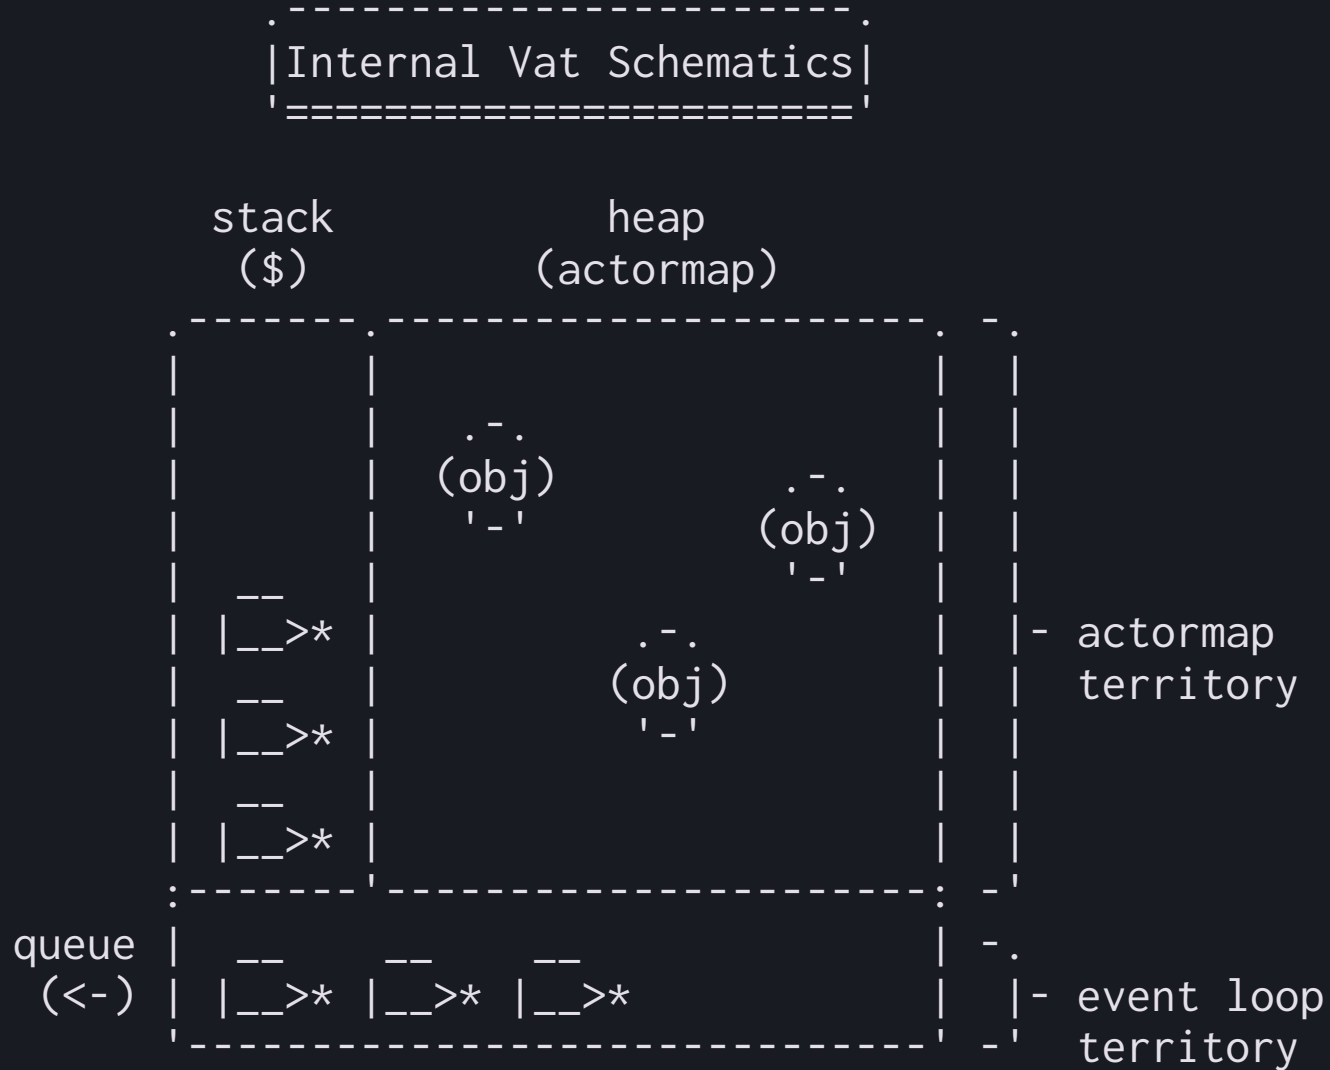 Internal Vat Schematics
stack heap
($) (actormap)
(obj)
(obj)
(obj)
|- actormap
territory
queue
(<-)
|- event loop
territory